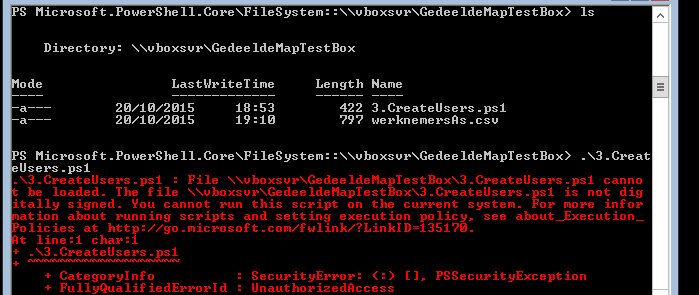 PS Microsoft.PowerShell.Core\FileSystem::\\vboxsvr\GedeeldeMapTestBox> ls
Directory: \\vboxsvr\GedeeldeMapTestBox
Mode LastWriteTime Length Name
---- ------------- ------ ----
-a--- 20/10/2015 18:53 422 3.CreateUsers.ps1
-a--- 20/10/2015 19:10 797 werknemersAs.csv
PS Microsoft.PowerShell.Core\FileSystem::\\vboxsvr\GedeeldeMapTestBox> .\3.Creat
eUsers.ps1
.\3.CreateUsers.ps1 : File \\vboxsvr\GedeeldeMapTestBox\3.CreateUsers.ps1 canno
t be loaded. The file \\vboxsvr\GedeeldeMapTestBox\3.CreateUsers.ps1 is not dig
itally signed. You cannot run this script on the current system. For more infor
mation about running scripts and setting execution policy, see about_Execution_
Policies at http://go.microsoft.com/fwlink/?LinkID=135170.
At line:1 char:1
+ .\3.CreateUsers.ps1
+ ~~~~~~~~~~~~~~~~~~~
+ CategoryInfo : SecurityError: (:) [], PSSecurityException
+ FullyQualifiedErrorId : UnauthorizedAccess